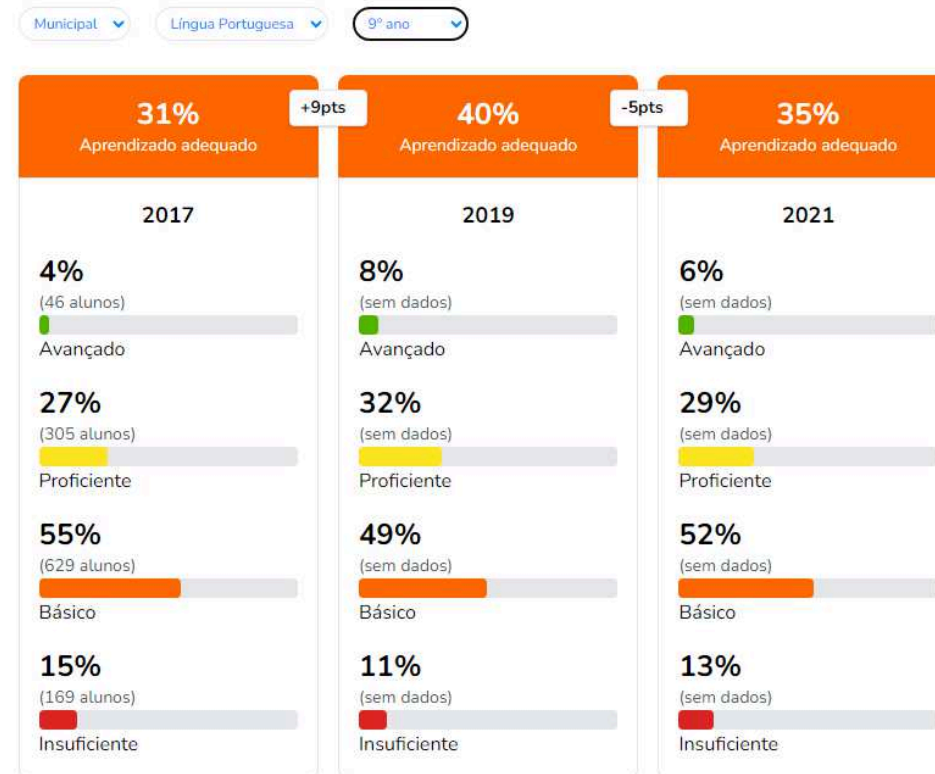 Municipal
Língua Portuguesa
9º ano
31%
Aprendizado adequado
+9pts
40%
Aprendizado adequado
-5pts
35%
Aprendizado adequado
2017
4%
(46 alunos)
Avançado
27%
(305 alunos)
Proficiente
55%
(629 alunos)
Básico
15%
(169 alunos)
Insuficiente
2019
8%
(sem dados)
Avançado
32%
(sem dados)
Proficiente
49%
(sem dados)
Básico
11%
(sem dados)
Insuficiente
2021
6%
(sem dados)
Avançado
29%
(sem dados)
Proficiente
52%
(sem dados)
Básico
13%
(sem dados)
Insuficiente